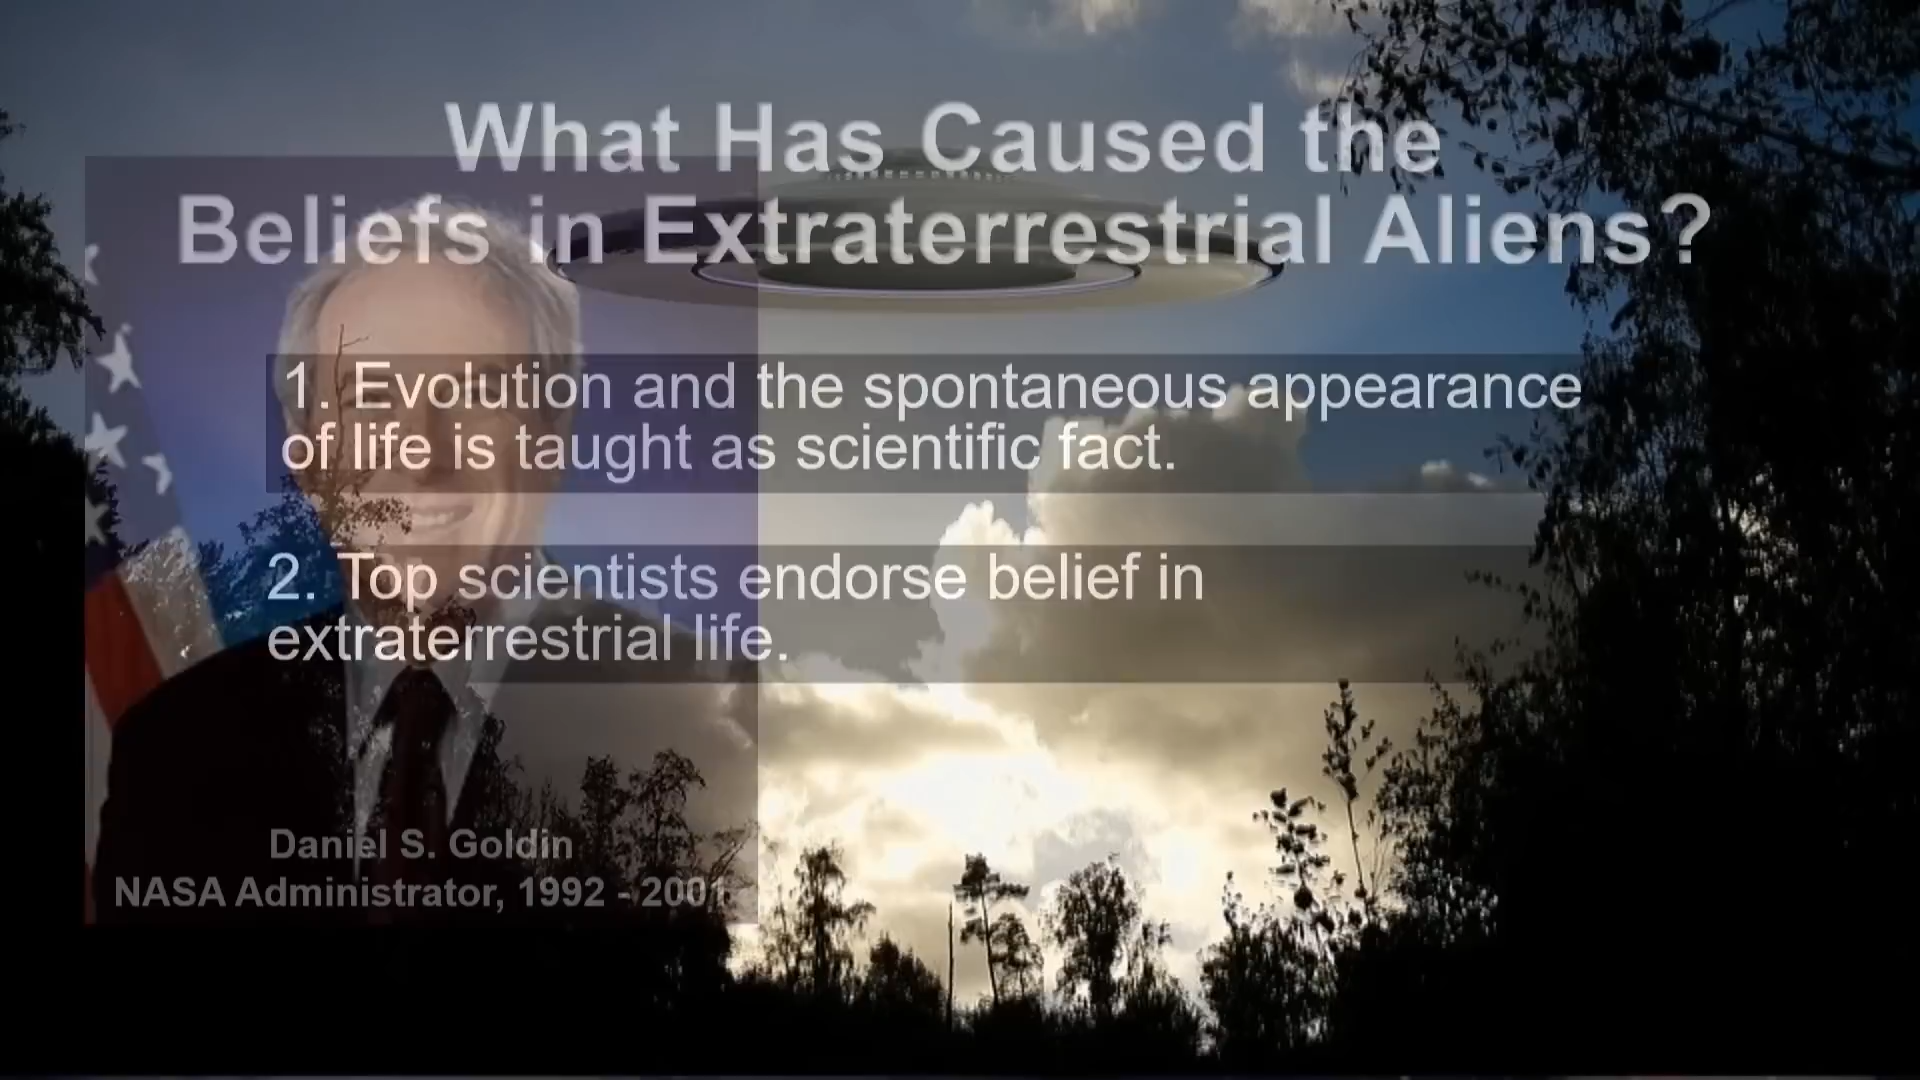 What Has Caused the
Beliefs in Extraterrestrial Aliens?
1. Evolution and the spontaneous appearance
of life is taught as scientific fact.
2. Top scientists endorse belief in
extraterrestrial life.
Daniel S. Goldin
NASA Administrator, 1992 - 2001